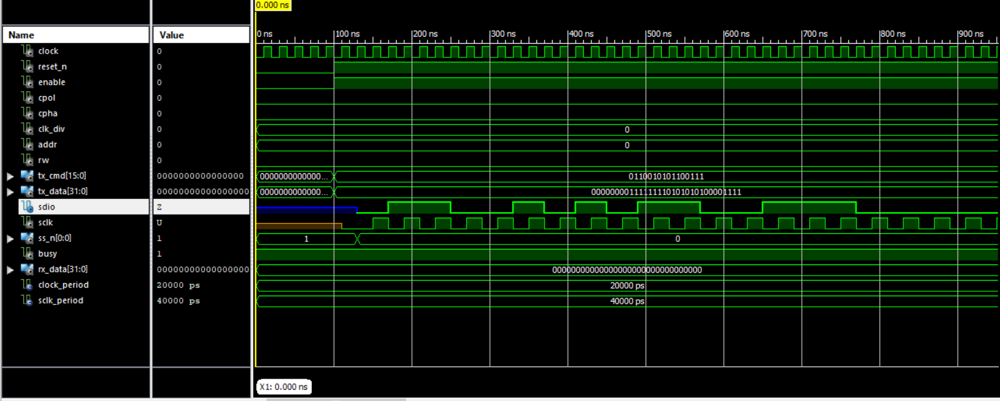 0.000 ns
Name Value 0 ns 100 ns 200 ns 300 ns 400 ns 500 ns 600 ns 700 ns 800 ns 900 ns
clock 0
reset_n 0
enable 0
cpol 0
cpha 0
clk_div 0 0
addr 0 0
rw 0
tx_cmd[15:0] 0000000000000000 0000000000000... 0110010101100111
tx_data[31:0] 00000000000000000 0000000000000... 00000000111111110101010100001111
sdio Z
sclk U
ss_n[0:0] 1 1 0
busy 1
rx_data[31:0] 00000000000000000 00000000000000000000000000000000
clock_period 20000 ps 20000 ps
sclk_period 40000 ps 40000 ps
X1: 0.000 ns